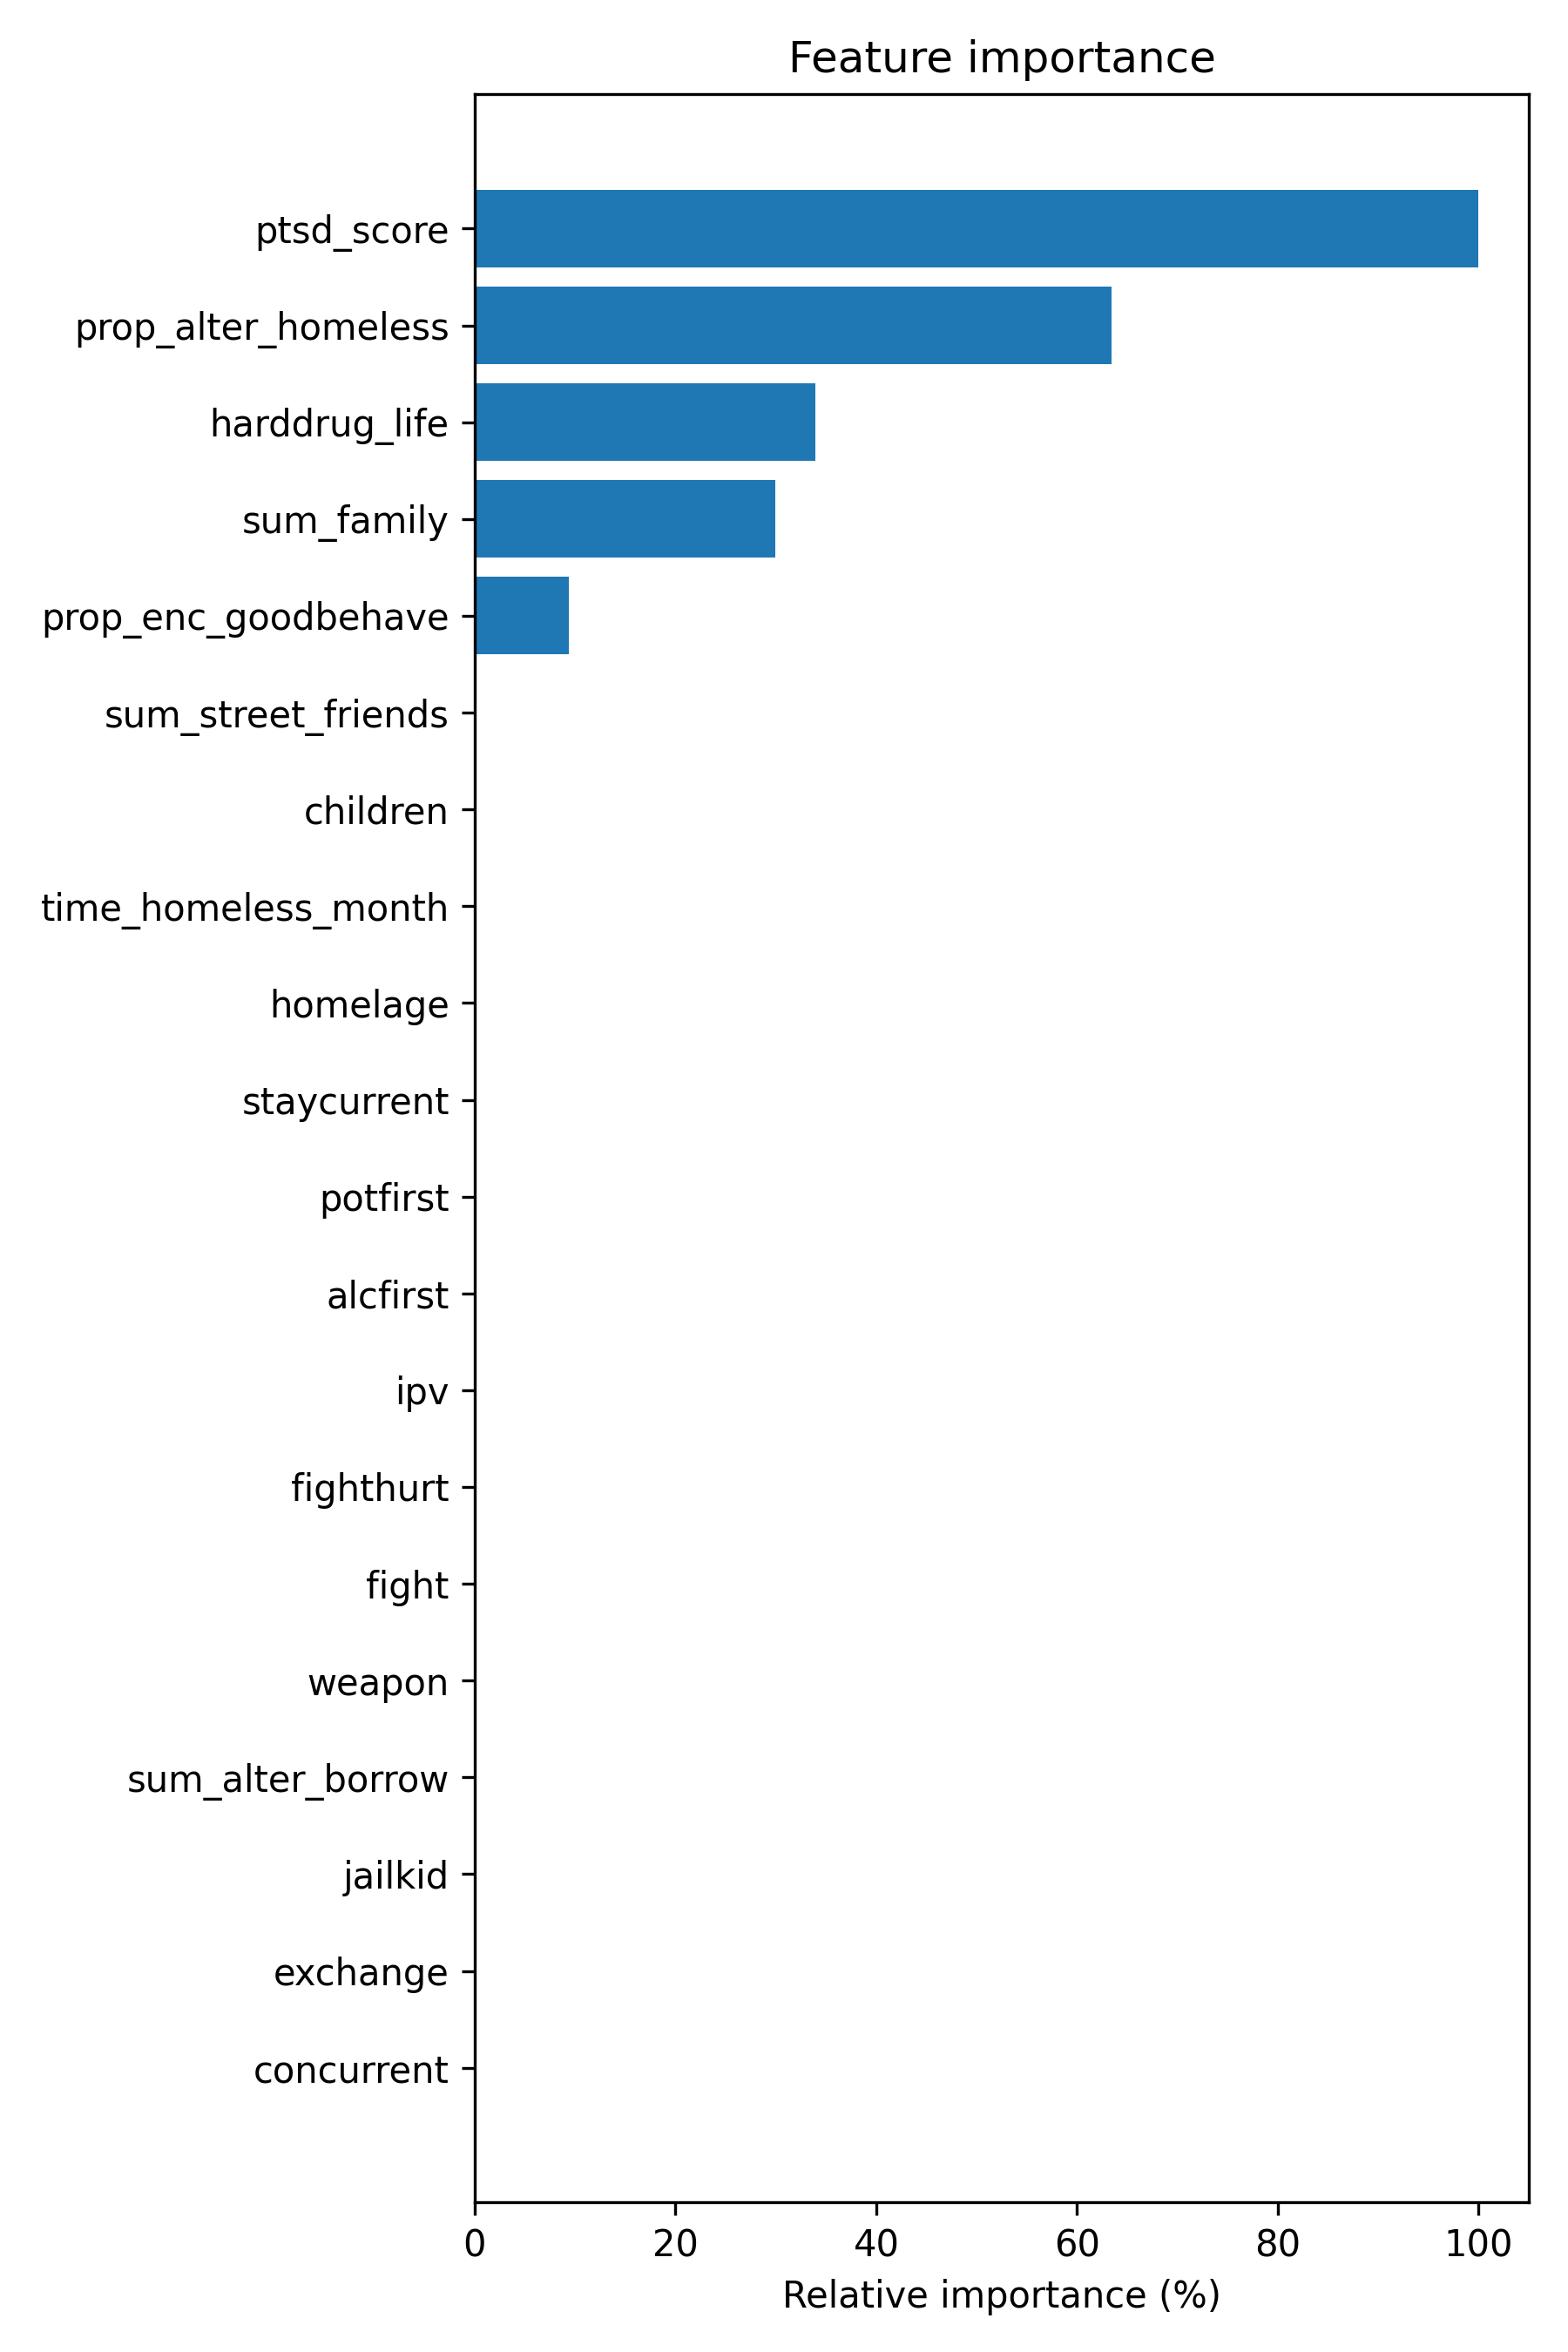 Feature importance
ptsd_score
prop_alter_homeless
harddrug_life
sum_family
prop_enc_goodbehave
sum_street_friends
children
time_homeless_month
homelage
staycurrent
potfirst
alcfirst
ipv
fighthurt
fight
weapon
sum_alter_borrow
jailkid
exchange
concurrent
0 20 40 60 80 100
Relative importance (%)